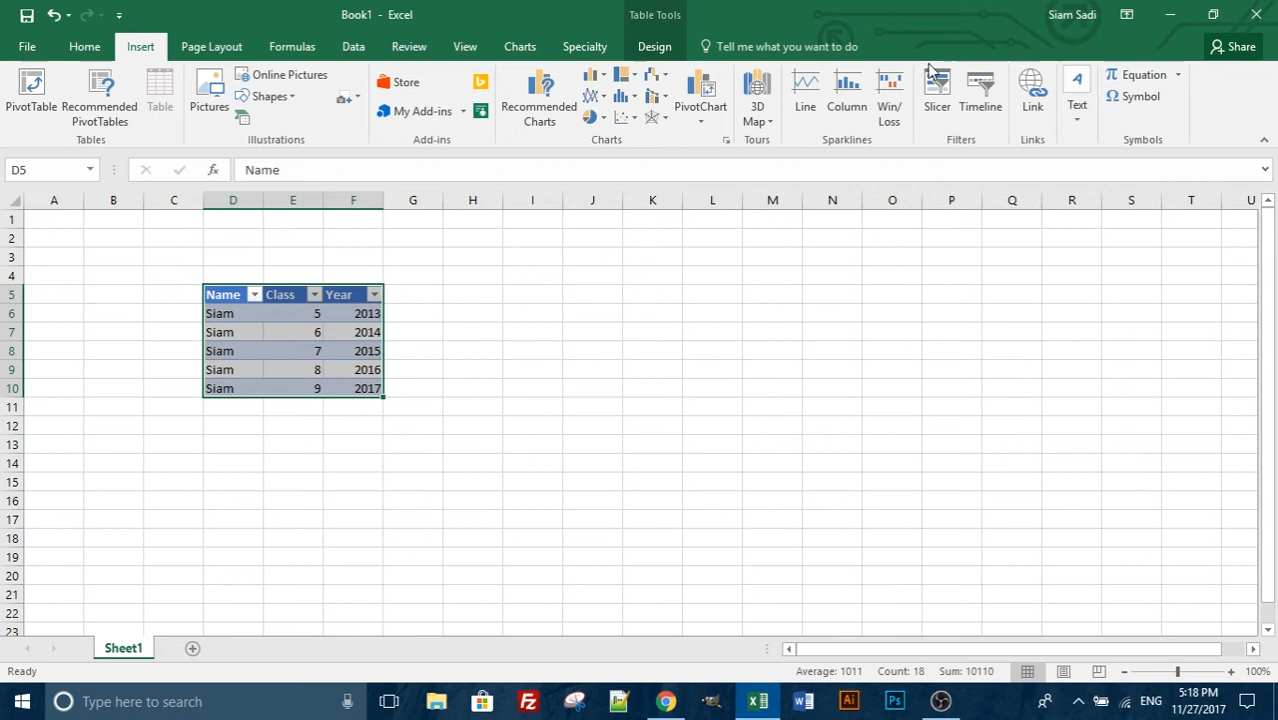 Book1 - Excel
Table Tools
Siam Sadi
File
Home
Insert
Page Layout
Formulas
Data
Review
View
Charts
Specialty
Design
Tell me what you want to do
Share
PivotTable
Recommended PivotTables
Table
Pictures
Online Pictures
Shapes
Store
My Add-ins
Recommended Charts
PivotChart
3D Map
Line
Column
Win/ Loss
Slicer
Timeline
Link
Text
Equation
Symbol
Tables
Illustrations
Add-ins
Charts
Tours
Sparklines
Filters
Links
Symbols
D5
fx
Name
A B C D E F G H I J K L M N O P Q R S T U
1
2
3
4
5 Name Class Year
6 Siam 5 2013
7 Siam 6 2014
8 Siam 7 2015
9 Siam 8 2016
10 Siam 9 2017
11
12
13
14
15
16
17
18
19
20
21
22
23
Sheet1
Ready
Average: 1011 Count: 18 Sum: 10110
100%
Type here to search
ENG
5:18 PM
11/27/2017